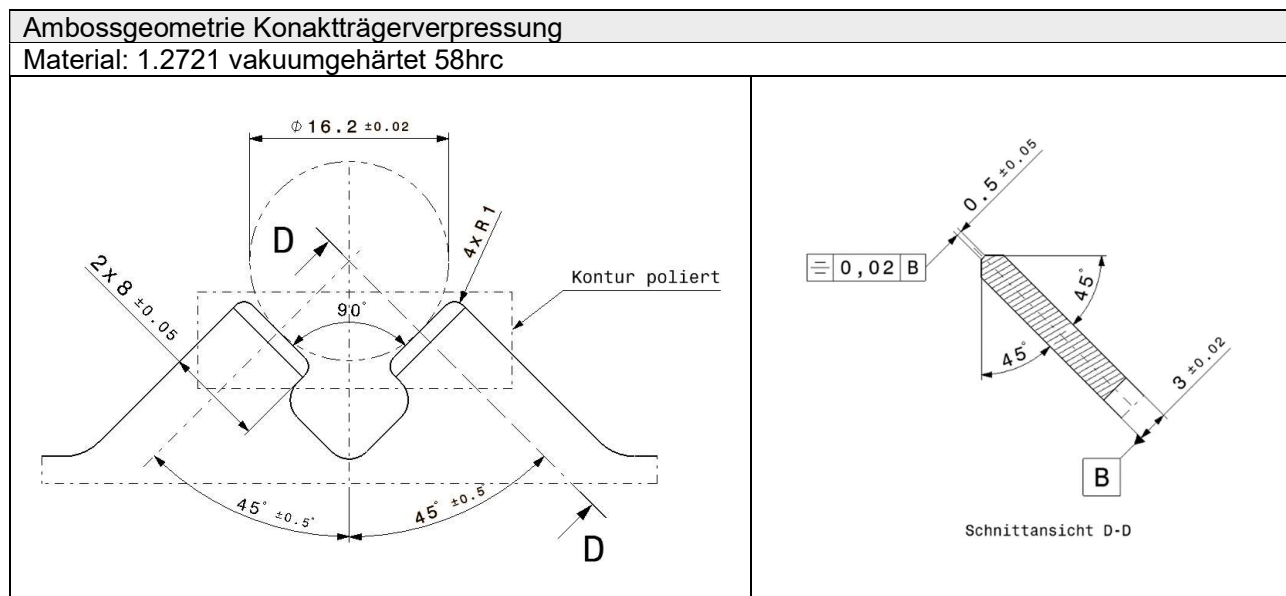 Ambossgeometrie Konaktträgerverpressung
Material: 1.2721 vakuumgehärtet 58hrc
ϕ 16.2 ±0.02
D
4xR1
2x8 ±0.05
Kontur poliert
90°
45° ±0.5°
45° ±0.5
D
0.5 ±0.05
⌯ 0,02 B
45°
45°
3 ±0.02
B
Schnittansicht D-D